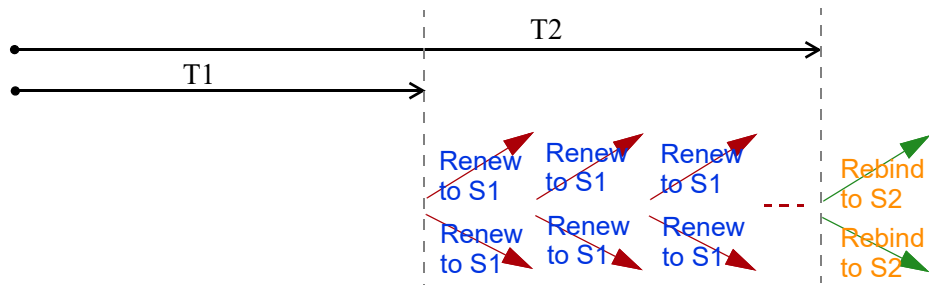 T2
T1
Renew
to S1
Renew
to S1
Renew
to S1
Rebind
to S2
Renew
to S1
Renew
to S1
Renew
to S1
Rebind
to S2